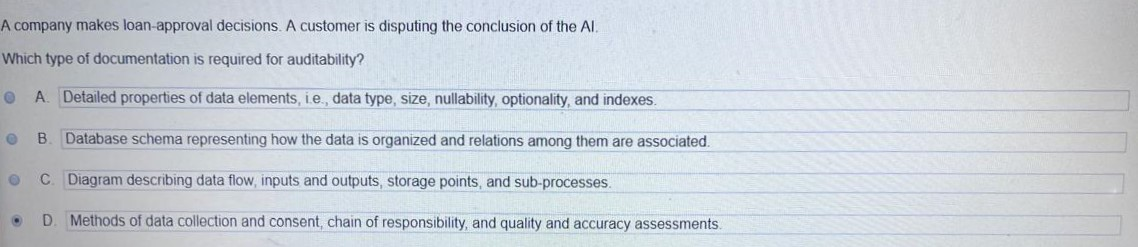 A company makes loan-approval decisions. A customer is disputing the conclusion of the AI.
Which type of documentation is required for auditability?
A. Detailed properties of data elements, i.e., data type, size, nullability, optionality, and indexes.
B. Database schema representing how the data is organized and relations among them are associated.
C. Diagram describing data flow, inputs and outputs, storage points, and sub-processes.
D. Methods of data collection and consent, chain of responsibility, and quality and accuracy assessments.